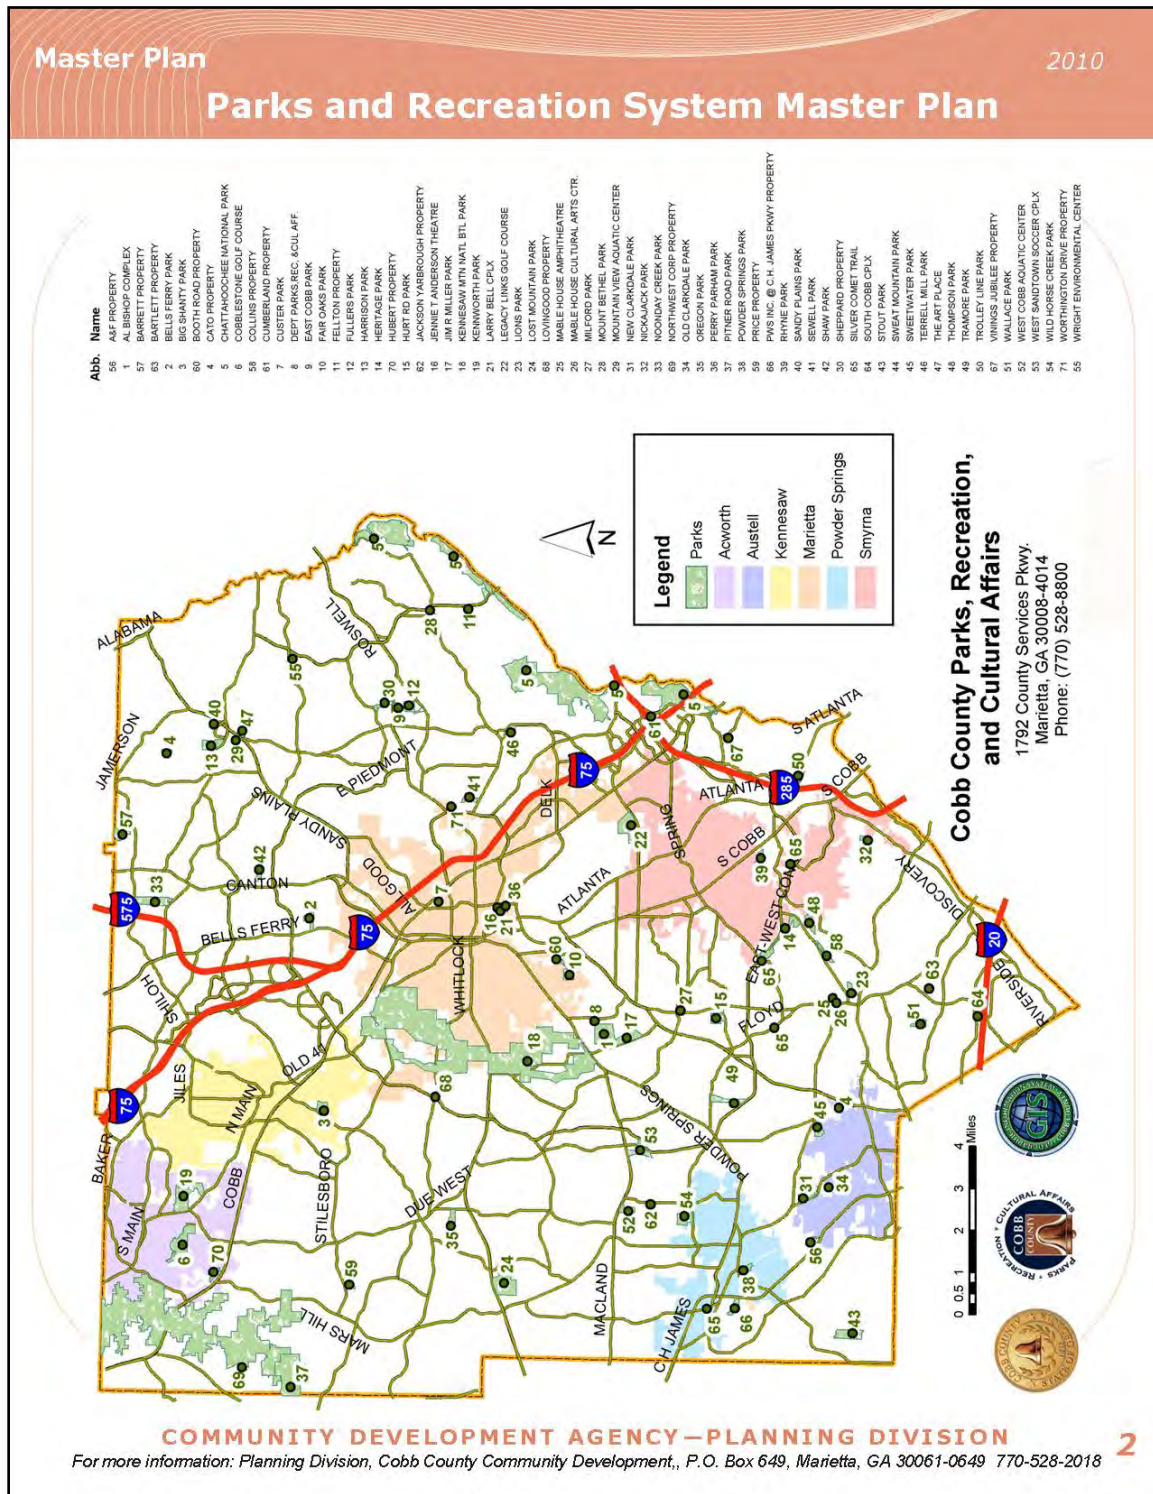 Master Plan
2010
Parks and Recreation System Master Plan
Abb. Name
56 A&F PROPERTY
1 AL BISHOP COMPLEX
57 BARRETT PROPERTY
63 BARTLETT PROPERTY
2 BELLS FERRY PARK
3 BIG SHANTY PARK
60 BOOTH ROAD PROPERTY
4 CATO PROPERTY
5 CHATTAHOOCHEE NATIONAL PARK
6 COBBLESTONE GOLF COURSE
58 COLLINS PROPERTY
61 CUMBERLAND PROPERTY
7 CUSTER PARK
8 DEPT PARKS,REC, &CUL AFF.
9 EAST COBB PARK
10 FAIR OAKS PARK
11 FELLTON PROPERTY
12 FULLERS PARK
13 HARRISON PARK
14 HERITAGE PARK
70 HUBERT PROPERTY
15 HURT RD PARK
62 JACKSON YARBROUGH PROPERTY
16 JENNIE T. ANDERSON THEATRE
17 JIM R MILLER PARK
18 KENNESAW MTN NATL BTL PARK
19 KENNWORTH PARK
21 LARRY BELL CPLX
22 LEGACY LINKS GOLF COURSE
23 LIONS PARK
24 LOST MOUNTAIN PARK
68 LOVINGOOD PROPERTY
25 MABLE HOUSE AMPHITHEATRE
26 MABLE HOUSE CULTURAL ARTS CTR.
27 MILFORD PARK
28 MOUNT BETHEL PARK
29 MOUNTAIN VIEW AQUATIC CENTER
31 NEW CLARKDALE PARK
32 NICKAJACK PARK
33 NOONDAY CREEK PARK
69 NORTHWEST CORP PROPERTY
34 OLD CLARKDALE PARK
35 OREGON PARK
36 PERRY PARHAM PARK
37 PITNER ROAD PARK
38 POWDER SPRINGS PARK
59 PRICE PROPERTY
66 PWS INC. @ C.H. JAMES PKWY PROPERTY
39 RHYNE PARK
40 SANDY PLAINS PARK
41 SEWELL PARK
42 SHAW PARK
30 SHEPPARD PROPERTY
65 SILVER COMET TRAIL
64 SOUTH COBB CPLX
43 STOUT PARK
44 SWEAT MOUNTAIN PARK
45 SWEETWATER PARK
46 TERRELL MILL PARK
47 THE ART PLACE
48 THOMPSON PARK
49 TRAMORE PARK
50 TROLLEY LINE PARK
67 VININGS JUBILEE PROPERTY
51 WALLACE PARK
52 WEST COBB AQUATIC CENTER
53 WEST SANDTOWN SOCCER CPLX
54 WILD HORSE CREEK PARK
71 WORTHINGTON DRIVE PROPERTY
55 WRIGHT ENVIRONMENTAL CENTER
ALABAMA
JAMERSON
ROSWELL
E PIEDMONT
SANDY PLAINS
CANTON
BELLS FERRY
ALLGOOD
SHILOH
BAKER
JILES
OLD 41
N MAIN
S MAIN
COBB
STILESBORO
MARS HILL
DUE WEST
WHITLOCK
DELK
ATLANTA
SPRING
S COBB
ATLANTA
S ATLANTA
S COBB
EAST-WEST CON
FLOYD
DISCOVERY
RIVERSIDE
POWDER SPRINGS
MACLAND
C H JAMES
575
75
75
75
285
20
N
Legend
Parks
Acworth
Austell
Kennesaw
Marietta
Powder Springs
Smyrna
Cobb County Parks, Recreation,
and Cultural Affairs
1792 County Services Pkwy.
Marietta, GA 30008-4014
Phone: (770) 528-8800
0 0.5 1 2 3 4
Miles
COBB COUNTY
PARKS • RECREATION • CULTURAL AFFAIRS
GIS
COMMUNITY DEVELOPMENT AGENCY—PLANNING DIVISION
2
For more information: Planning Division, Cobb County Community Development,, P.O. Box 649, Marietta, GA 30061-0649 770-528-2018